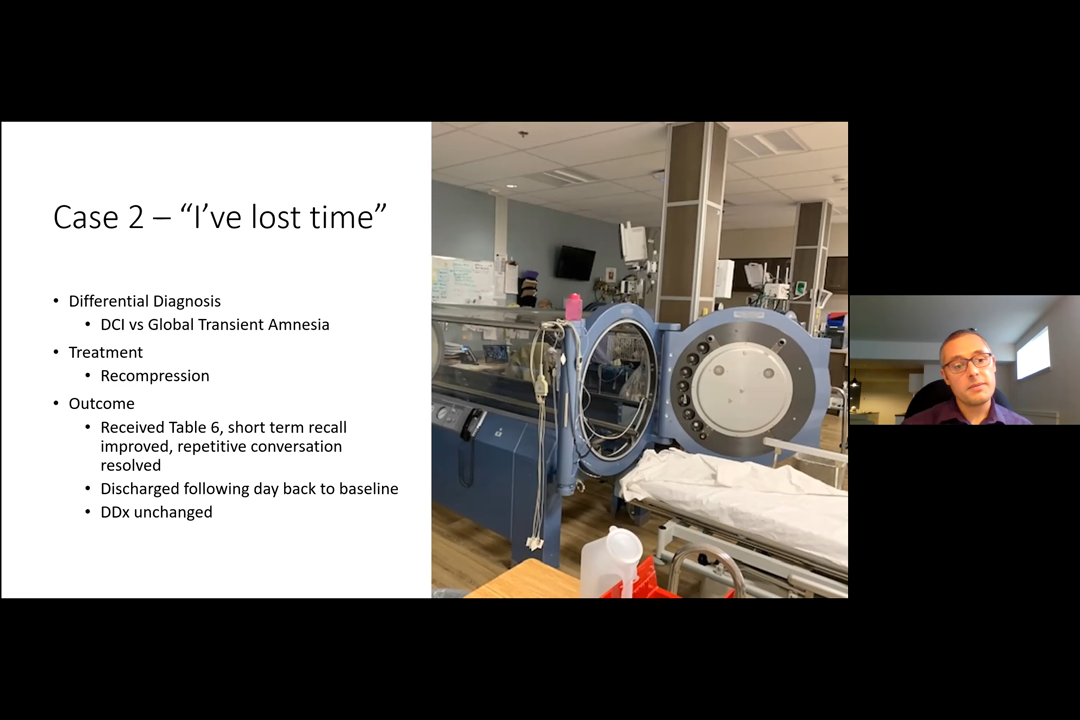 Case 2 – “I’ve lost time”
• Differential Diagnosis
• DCI vs Global Transient Amnesia
• Treatment
• Recompression
• Outcome
• Received Table 6, short term recall
improved, repetitive conversation
resolved
• Discharged following day back to baseline
• DDx unchanged